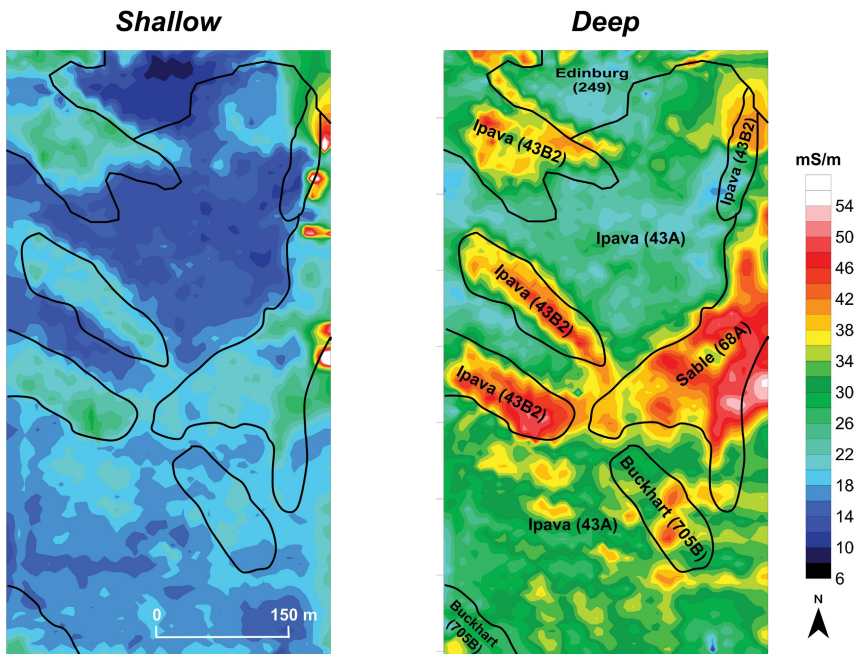 Shallow
Deep
Edinburg
(249)
Ipava (43B2)
Ipava (43B2)
Ipava (43A)
Ipava (43B2)
Sable (68A)
Ipava (43B2)
Buckhart (705B)
Ipava (43A)
Buckhart
(705B)
0 150 m
mS/m
54
50
46
42
38
34
30
26
22
18
14
10
6
N